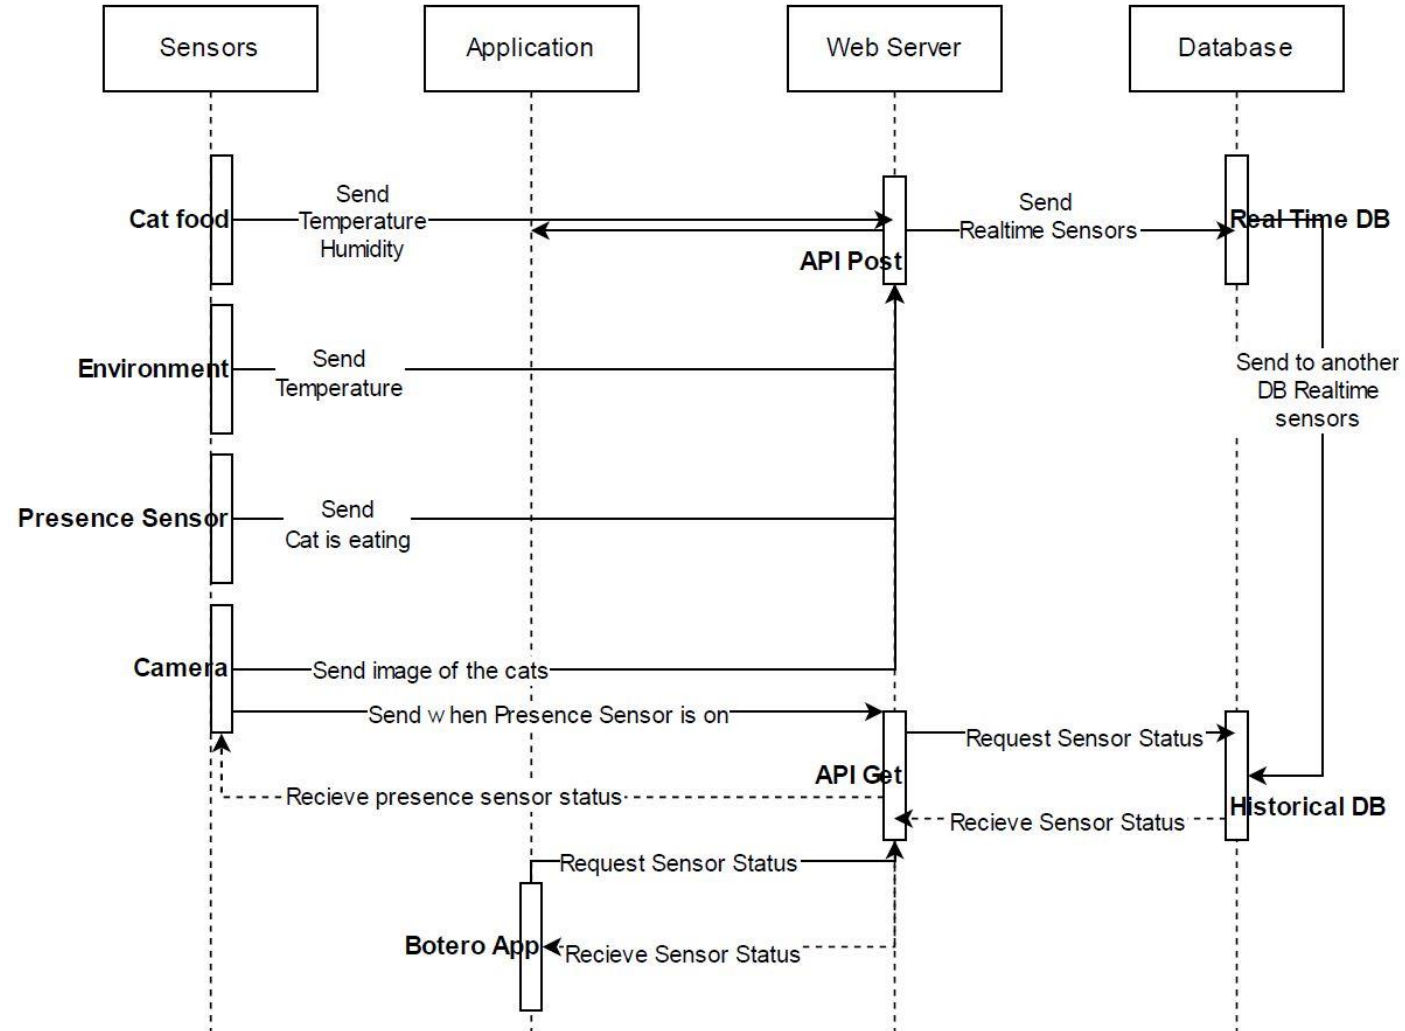 Sensors
Application
Web Server
Database
Send
Temperature
Humidity
Cat food
Send
Realtime Sensors
Real Time DB
API Post
Send
Temperature
Environment
Send to another
DB Realtime
sensors
Send
Cat is eating
Presence Sensor
Camera
Send image of the cats
Send when Presence Sensor is on
Request Sensor Status
API Get
Recieve presence sensor status
Historical DB
Recieve Sensor Status
Request Sensor Status
Botero App
Recieve Sensor Status